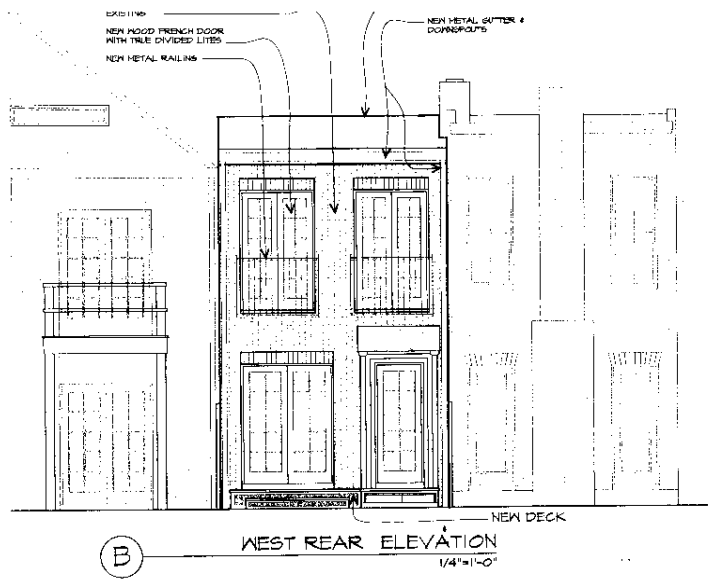 EXISTING
NEW WOOD FRENCH DOOR
WITH TRUE DIVIDED LITES
NEW METAL RAILING
NEW METAL GUTTER &
DOWNSPOUTS
NEW DECK
B
WEST REAR ELEVATION
1/4"=1'-0"